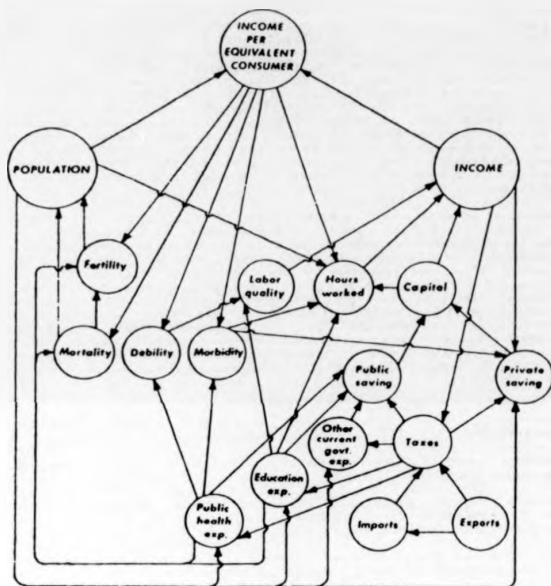 INCOME
PER
EQUIVALENT
CONSUMER
POPULATION
INCOME
Fertility
Labor
quality
Hours
worked
Capital
Mortality
Debility
Morbidity
Public
saving
Private
saving
Other
current
govt.
exp.
Taxes
Education
exp.
Public
health
exp.
Imports
Exports